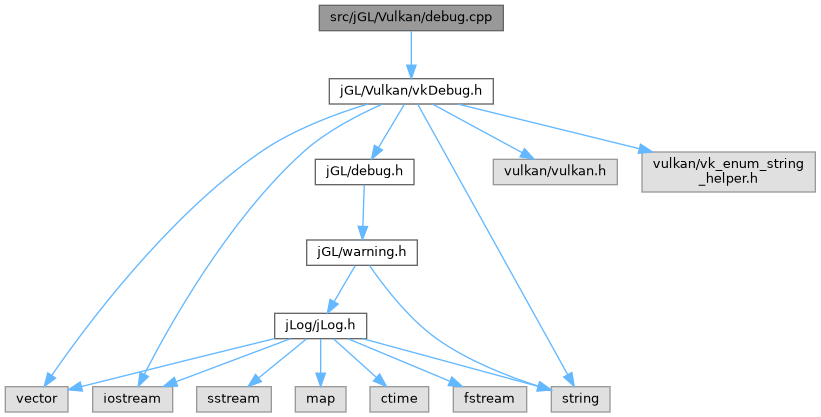 src/jGL/Vulkan/debug.cpp
jGL/Vulkan/vkDebug.h
jGL/debug.h
vulkan/vulkan.h
vulkan/vk_enum_string
_helper.h
jGL/warning.h
jLog/jLog.h
vector
iostream
sstream
map
ctime
fstream
string